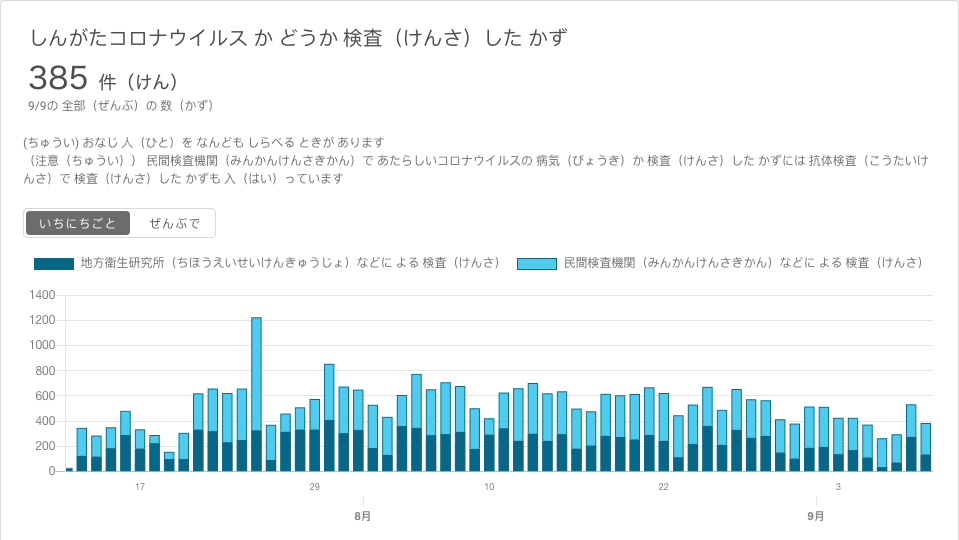 しんがたコロナウイルス か どうか 検査（けんさ）した かず
385 件（けん）
9/9の 全部（ぜんぶ）の 数（かず）
(ちゅうい) おなじ 人（ひと）を なんども しらべる ときが あります
（注意（ちゅうい）） 民間検査機関（みんかんけんさきかん）で あたらしいコロナウイルスの 病気（びょうき）か 検査（けんさ）した かずには 抗体検査（こうたいけ
んさ）で 検査（けんさ）した かずも 入（はい）っています
いちにちごと ぜんぶで
地方衛生研究所（ちほうえいせいけんきゅうじょ）などに よる 検査（けんさ） 民間検査機関（みんかんけんさきかん）などに よる 検査（けんさ）
1400
1200
1000
800
600
400
200
0
17 29 10 22 3
8月 9月